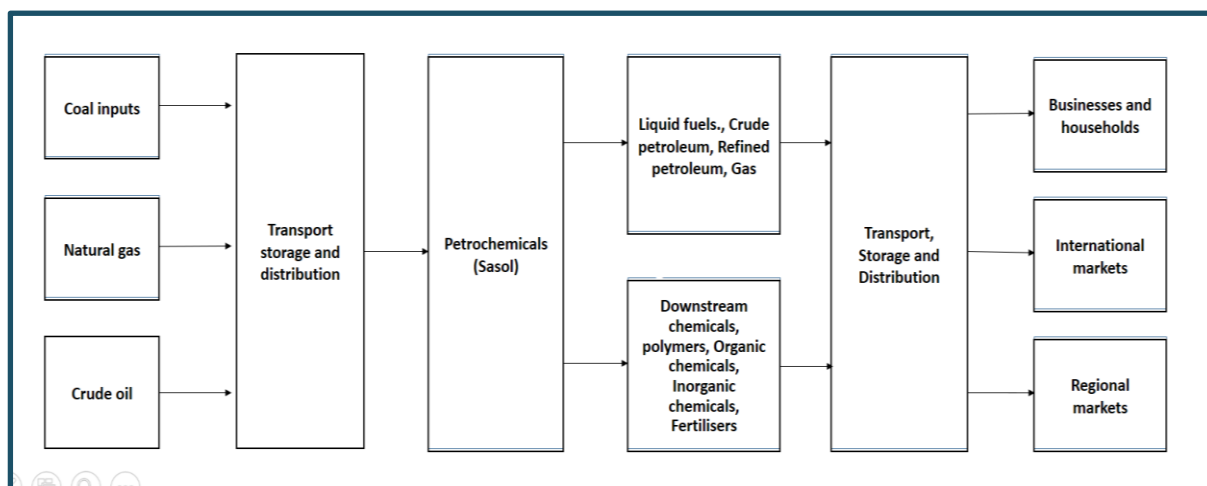 Coal inputs
Natural gas
Crude oil
Transport
storage and
distribution
Petrochemicals
(Sasol)
Liquid fuels., Crude
petroleum, Refined
petroleum, Gas
Downstream
chemicals,
polymers, Organic
chemicals,
Inorganic
chemicals,
Fertilisers
Transport,
Storage and
Distribution
Businesses and
households
International
markets
Regional
markets